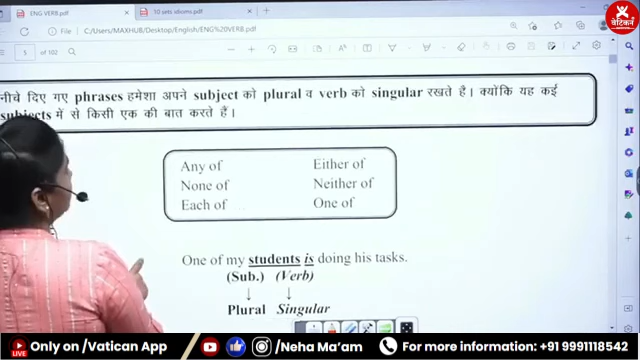 ENG VERB.pdf
10 sets idioms.pdf
File
C:/Users/MAXHUB/Desktop/English/ENG%20VERB.pdf
5 of 102
वेटिकन
नीचे दिए गए phrases हमेशा अपने subject को plural व verb को singular रखते हैं। क्योंकि यह कई
subjects में से किसी एक की बात करते हैं।
Any of Either of
None of Neither of
Each of One of
One of my students is doing his tasks.
(Sub.) (Verb)
↓ ↓
Plural Singular
LIVE Only on /Vatican App /Neha Ma'am For more information: +91 9991118542